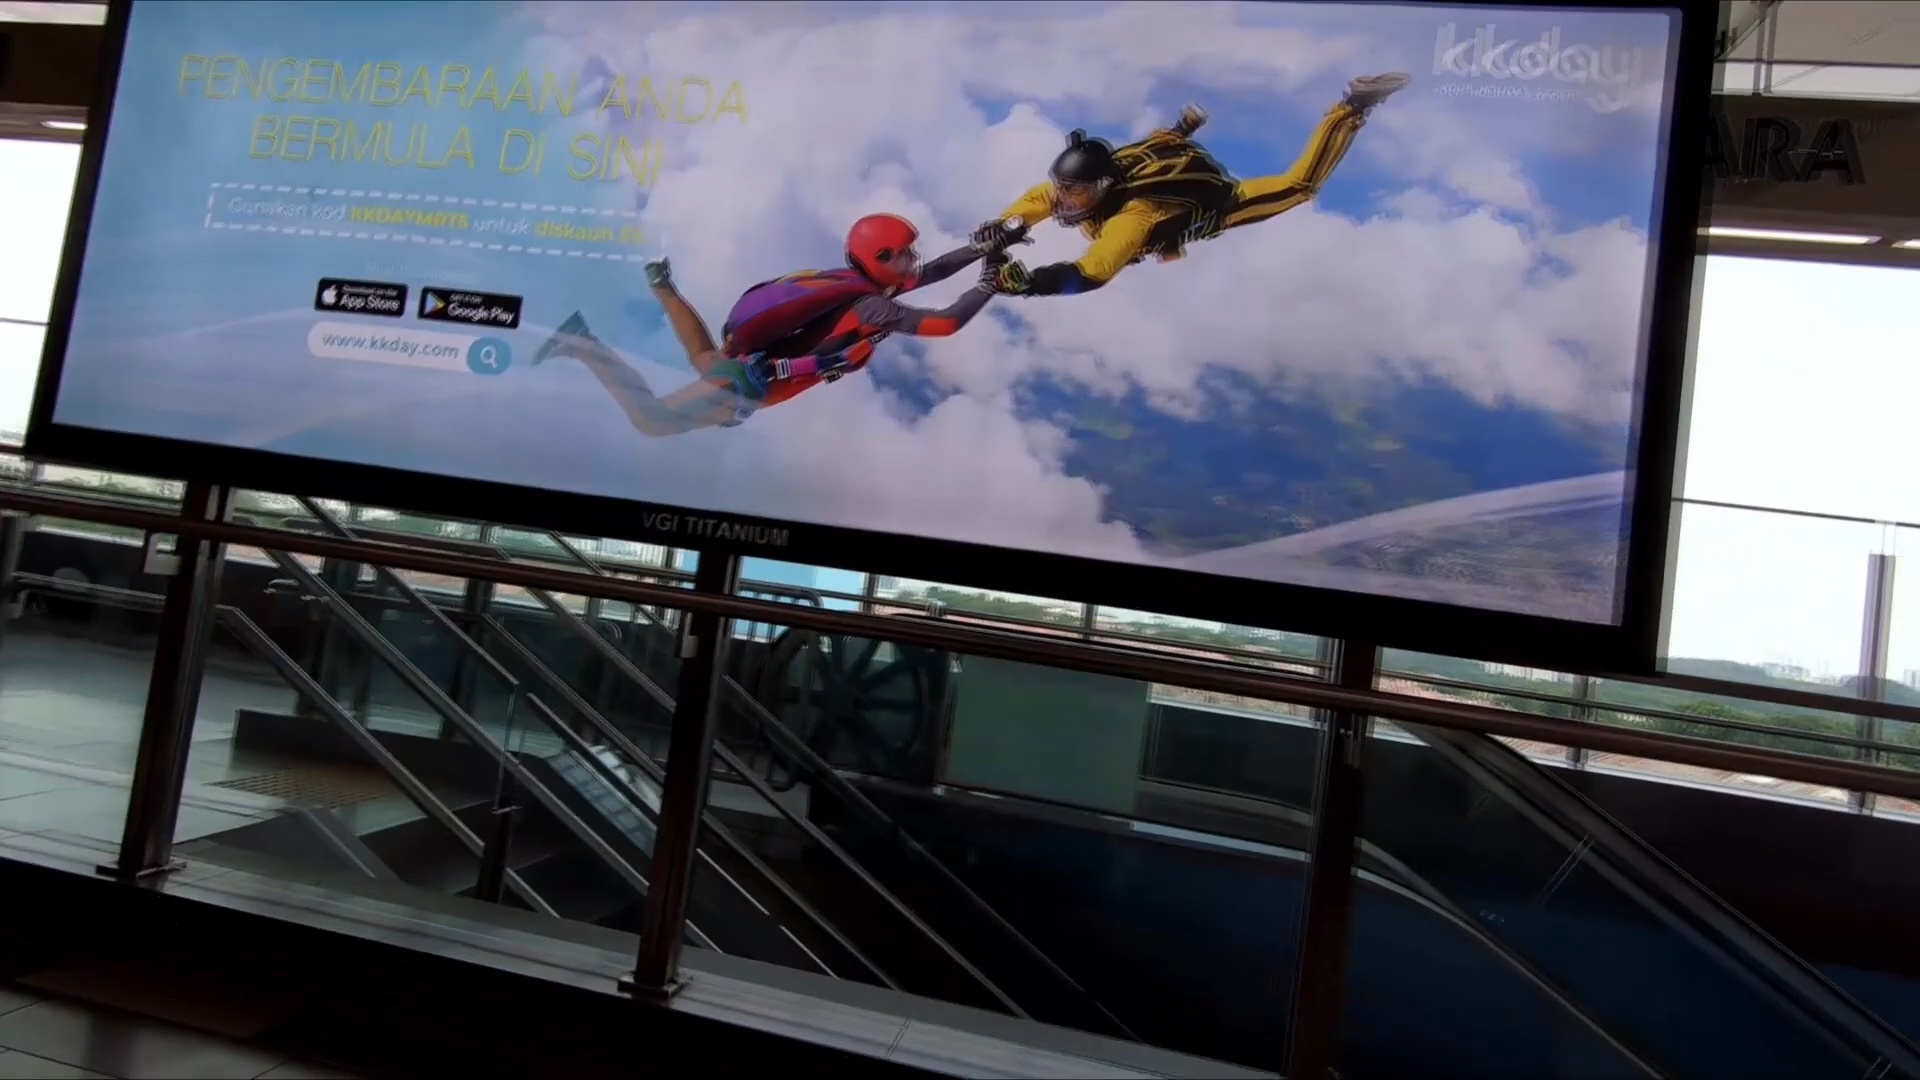 PENGEMBARAAN ANDA
BERMULA DI SINI
Gunakan kod KKDAYMRT5 untuk diskaun
App Store
Google Play
www.kkday.com
kkday
VGI TITANIUM
ARA